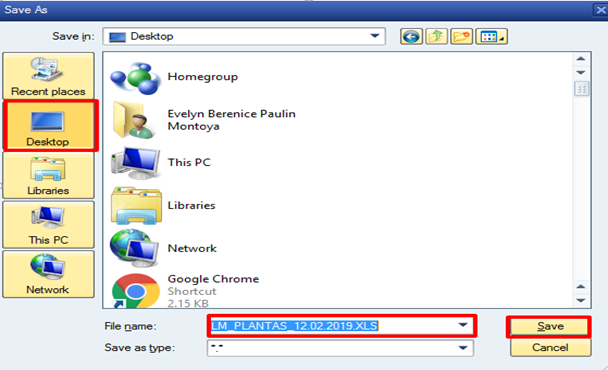 Save As
Save in:
Desktop
Recent places
Desktop
Libraries
This PC
Network
Homegroup
Evelyn Berenice Paulin
Montoya
This PC
Libraries
Network
Google Chrome
Shortcut
2.15 KB
File name:
LM_PLANTAS_12.02.2019.XLS
Save
Save as type:
*.*
Cancel